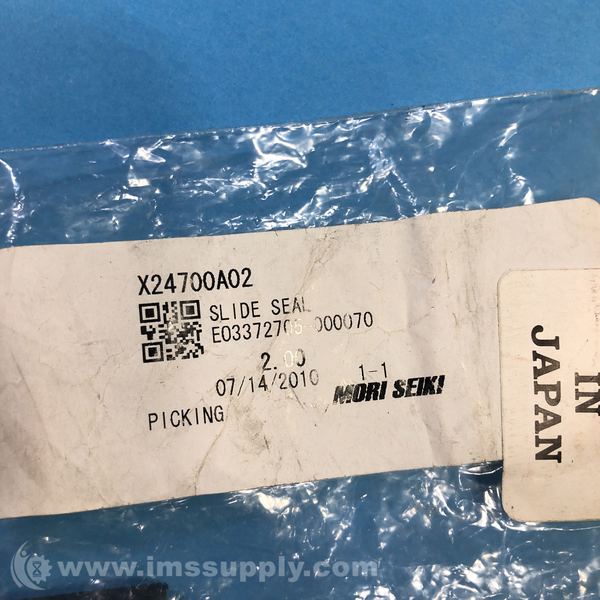 X24700A02
SLIDE SEAL
E03372705-000070
2.00
07/14/2010
1-1
MORI SEIKI
PICKING
IN
JAPAN
www.imssupply.com